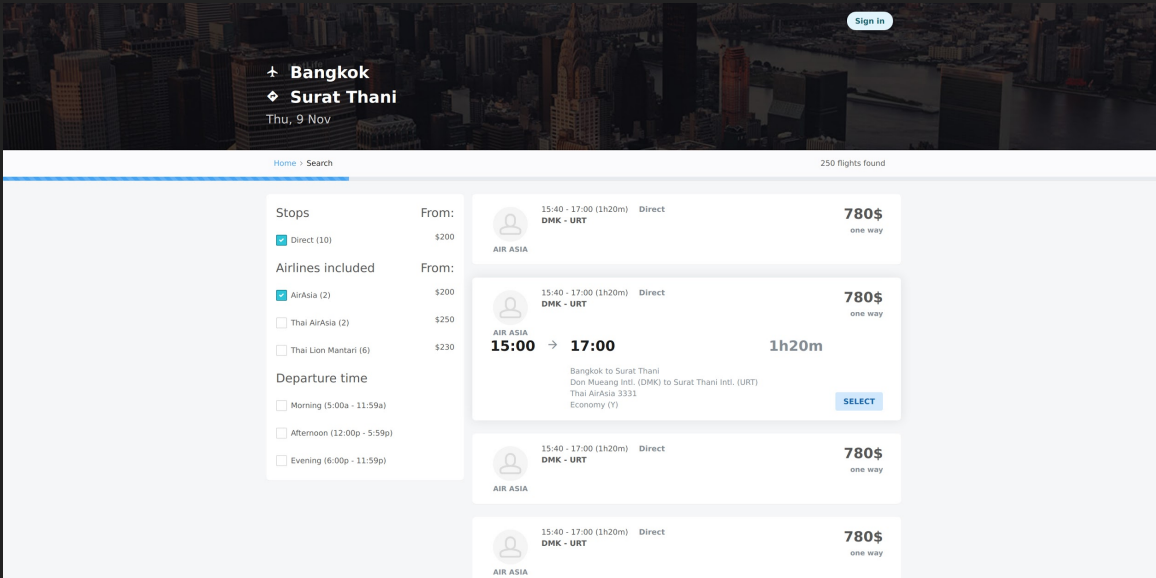 Sign in
Bangkok
Surat Thani
Thu, 9 Nov
Home › Search
250 flights found
Stops From:
Direct (10) $200
Airlines included From:
AirAsia (2) $200
Thai AirAsia (2) $250
Thai Lion Mantari (6) $230
Departure time
Morning (5:00a - 11:59a)
Afternoon (12:00p - 5:59p)
Evening (6:00p - 11:59p)
15:40 - 17:00 (1h20m) Direct
DMK - URT
AIR ASIA
780$
one way
15:40 - 17:00 (1h20m) Direct
DMK - URT
AIR ASIA
780$
one way
15:00 → 17:00 1h20m
Bangkok to Surat Thani
Don Mueang Intl. (DMK) to Surat Thani Intl. (URT)
Thai AirAsia 3331
Economy (Y)
SELECT
15:40 - 17:00 (1h20m) Direct
DMK - URT
AIR ASIA
780$
one way
15:40 - 17:00 (1h20m) Direct
DMK - URT
AIR ASIA
780$
one way